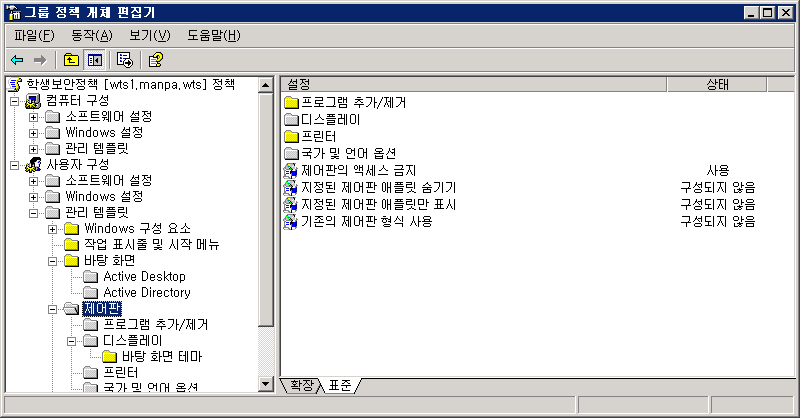 그룹 정책 개체 편집기
파일(F) 동작(A) 보기(V) 도움말(H)
학생보안정책 [wts1.manpa.wts] 정책
컴퓨터 구성
소프트웨어 설정
Windows 설정
관리 템플릿
사용자 구성
소프트웨어 설정
Windows 설정
관리 템플릿
Windows 구성 요소
작업 표시줄 및 시작 메뉴
바탕 화면
Active Desktop
Active Directory
제어판
프로그램 추가/제거
디스플레이
바탕 화면 테마
프린터
국가 및 언어 옵션
설정 상태
프로그램 추가/제거
디스플레이
프린터
국가 및 언어 옵션
제어판의 액세스 금지 사용
지정된 제어판 애플릿 숨기기 구성되지 않음
지정된 제어판 애플릿만 표시 구성되지 않음
기존의 제어판 형식 사용 구성되지 않음
확장 표준